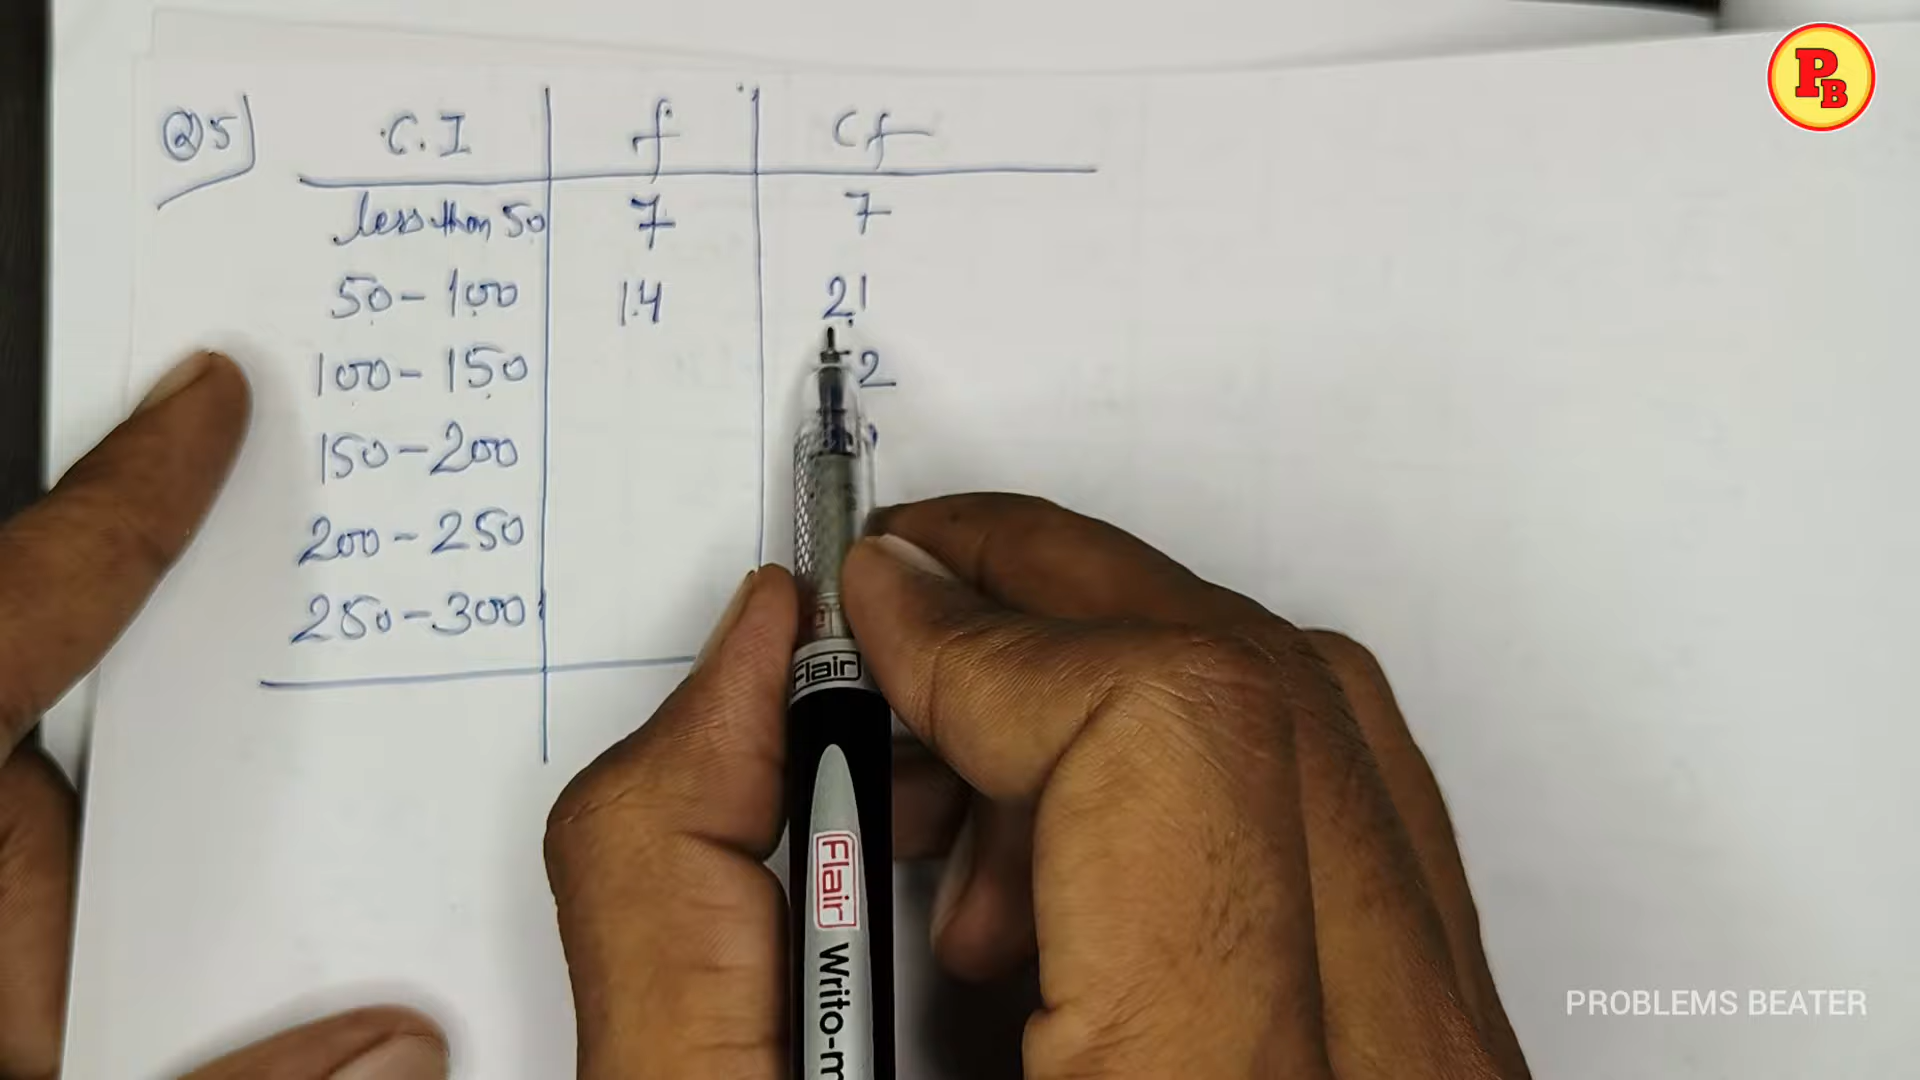 Q5) C.I f Cf
less than 50 7 7
50-100 14 21
100-150 2
150-200
200-250
250-300
Flair
Flair Writo-m
PB
PROBLEMS BEATER